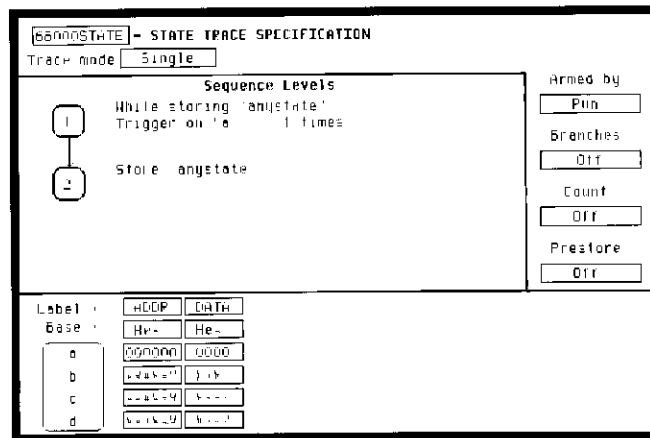 68000STATE - STATE TRACE SPECIFICATION
Trace mode Single
Sequence Levels
Armed by
While storing "anystate"
Run
1
Trigger on "a" 1 times
Branches
Off
2
Store "anystate"
Count
Off
Prestore
Off
Label > ADDR DATA
Base > Hex Hex
a 000000 0000
b
c
d